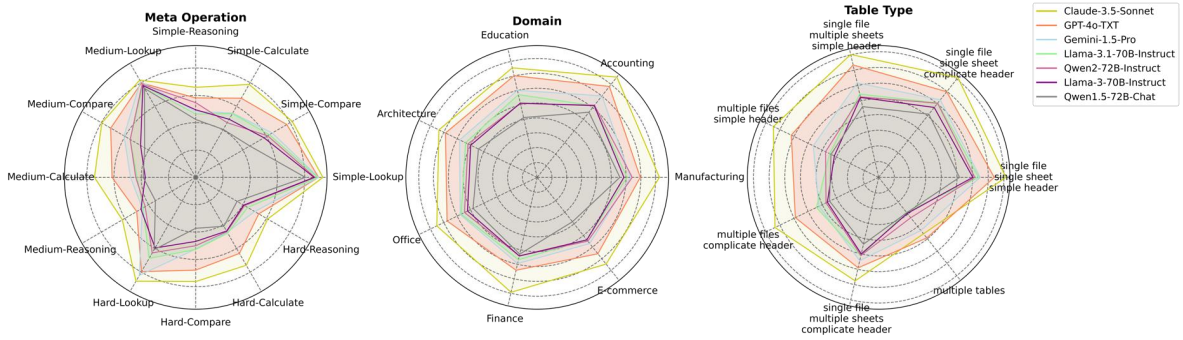 Meta Operation
Simple-Reasoning
Medium-Lookup
Simple-Calculate
Medium-Compare
Simple-Compare
Medium-Calculate
Simple-Lookup
Medium-Reasoning
Hard-Reasoning
Hard-Lookup
Hard-Calculate
Hard-Compare
Domain
Education
Accounting
Architecture
Manufacturing
Office
E-commerce
Finance
Table Type
single file
multiple sheets
simple header
single file
single sheet
complicate header
multiple files
simple header
single file
single sheet
simple header
multiple files
complicate header
multiple tables
single file
multiple sheets
complicate header
Claude-3.5-Sonnet
GPT-4o-TXT
Gemini-1.5-Pro
Llama-3.1-70B-Instruct
Qwen2-72B-Instruct
Llama-3-70B-Instruct
Qwen1.5-72B-Chat